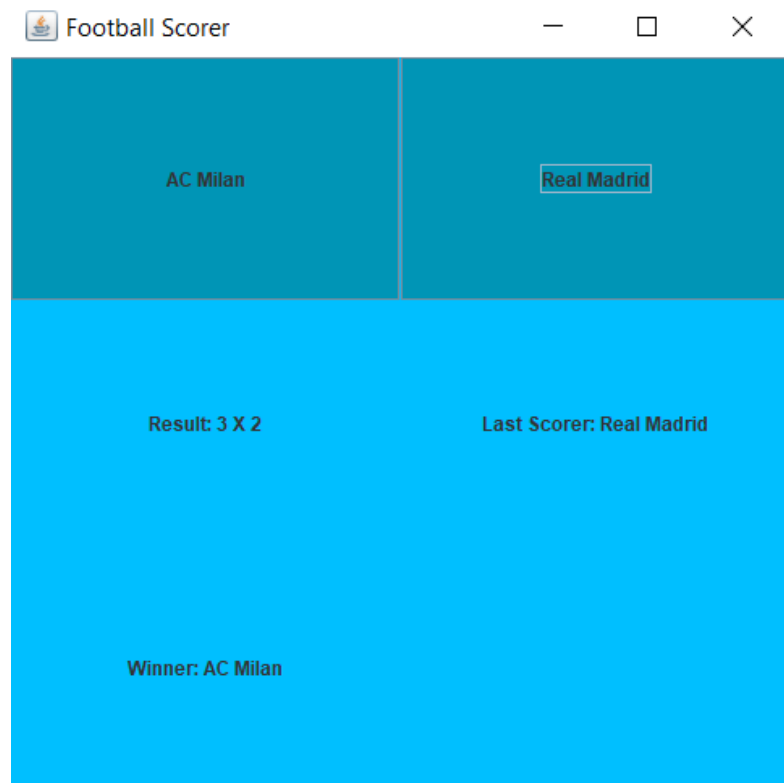 Football Scorer
AC Milan
Real Madrid
Result: 3 X 2
Last Scorer: Real Madrid
Winner: AC Milan